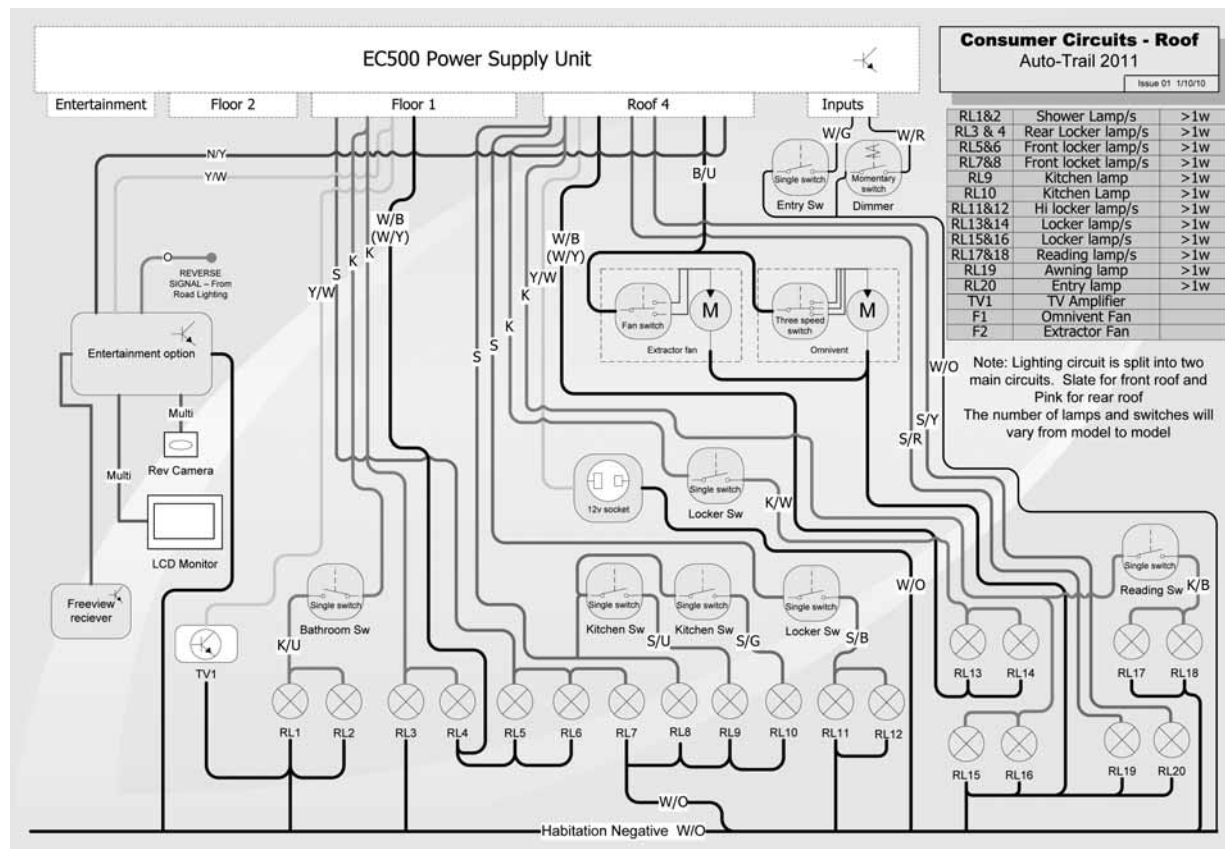 EC500 Power Supply Unit
Entertainment
Floor 2
Floor 1
Roof 4
Inputs
Consumer Circuits - Roof
Auto-Trail 2011
Issue 01 1/10/10
RL1&2 Shower Lamp/s >1w
RL3 & 4 Rear Locker lamp/s >1w
RL5&6 Front locker lamp/s >1w
RL7&8 Front locket lamp/s >1w
RL9 Kitchen lamp >1w
RL10 Kitchen Lamp >1w
RL11&12 Hi locker lamp/s >1w
RL13&14 Locker lamp/s >1w
RL15&16 Locker lamp/s >1w
RL17&18 Reading lamp/s >1w
RL19 Awning lamp >1w
RL20 Entry lamp >1w
TV1 TV Amplifier
F1 Omnivent Fan
F2 Extractor Fan
Note: Lighting circuit is split into two
main circuits. Slate for front roof and
Pink for rear roof
The number of lamps and switches will
vary from model to model
W/G
W/R
N/Y
Y/W
B/U
Single switch
Entry Sw
Momentary
switch
Dimmer
W/B
(W/Y)
W/B
(W/Y)
O
REVERSE
SIGNAL – From
Road Lighting
S
K
K
Y/W
Y/W
K
K
S
S
Fan switch
M
Extractor fan
Three speed
switch
M
Omnivent
W/O
S/Y
S/R
Entertainment option
Multi
Rev Camera
Multi
LCD Monitor
Freeview
reciever
12v socket
Single switch
Locker Sw
K/W
W/O
Single switch
Reading Sw
K/B
Single switch
Bathroom Sw
K/U
Single switch
Kitchen Sw
S/U
Single switch
Kitchen Sw
S/G
Single switch
Locker Sw
S/B
TV1
RL1
RL2
RL3
RL4
RL5
RL6
RL7
RL8
RL9
RL10
RL11
RL12
RL13
RL14
RL17
RL18
RL15
RL16
RL19
RL20
W/O
Habitation Negative W/O